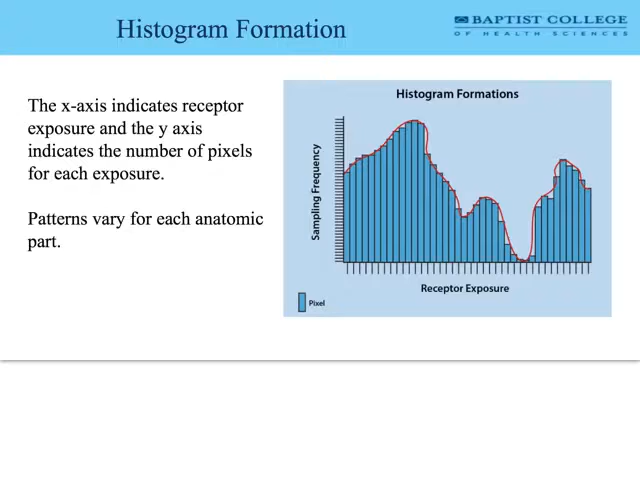 Histogram Formation
BAPTIST COLLEGE
OF HEALTH SCIENCES
The x-axis indicates receptor
exposure and the y axis
indicates the number of pixels
for each exposure.
Patterns vary for each anatomic
part.
Histogram Formations
Sampling Frequency
Receptor Exposure
Pixel